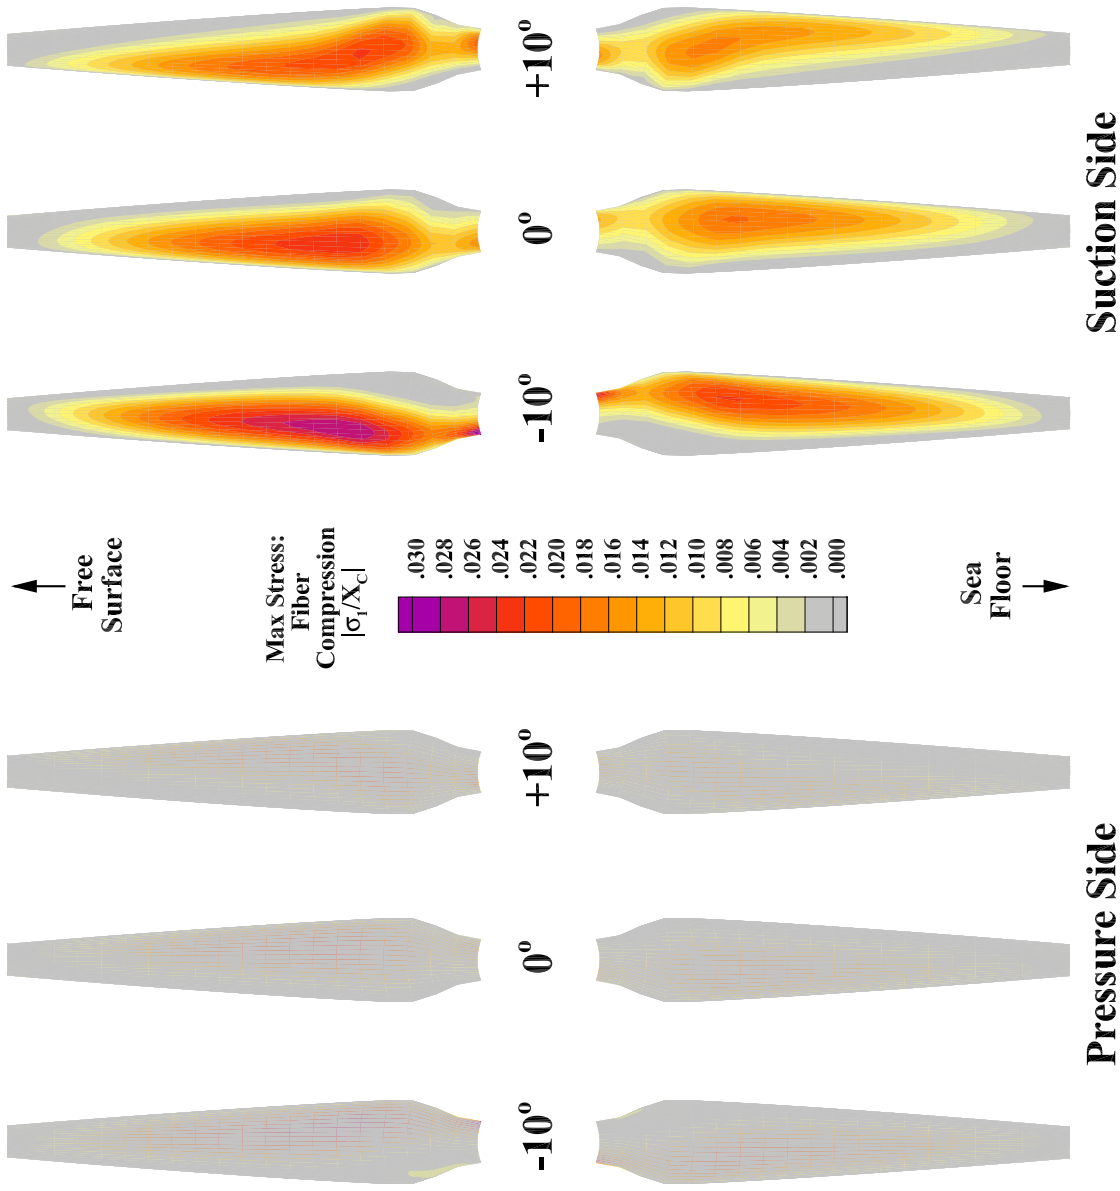 +10°
0°
-10°
Suction Side
Free
Surface
Max Stress:
Fiber
Compression
|σ₁/X_C|
.030
.028
.026
.024
.022
.020
.018
.016
.014
.012
.010
.008
.006
.004
.002
.000
Sea
Floor
+10°
0°
-10°
Pressure Side